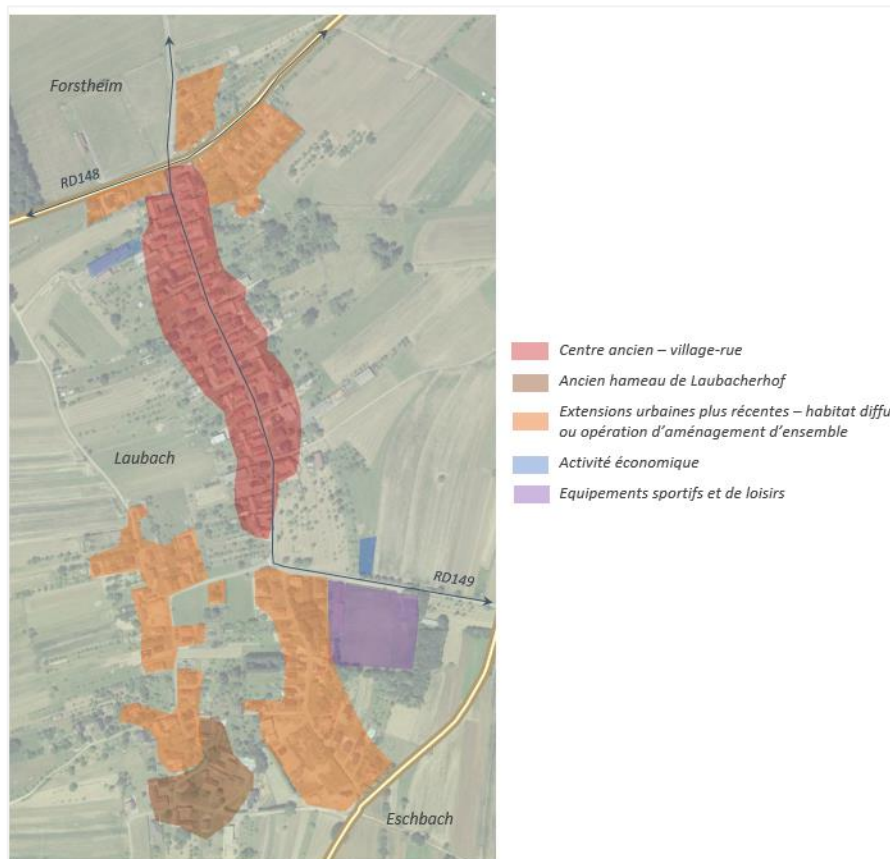 Forstheim
RD148
Laubach
RD149
Eschbach
Centre ancien – village-rue
Ancien hameau de Laubacherhof
Extensions urbaines plus récentes – habitat diffu
ou opération d'aménagement d'ensemble
Activité économique
Equipements sportifs et de loisirs